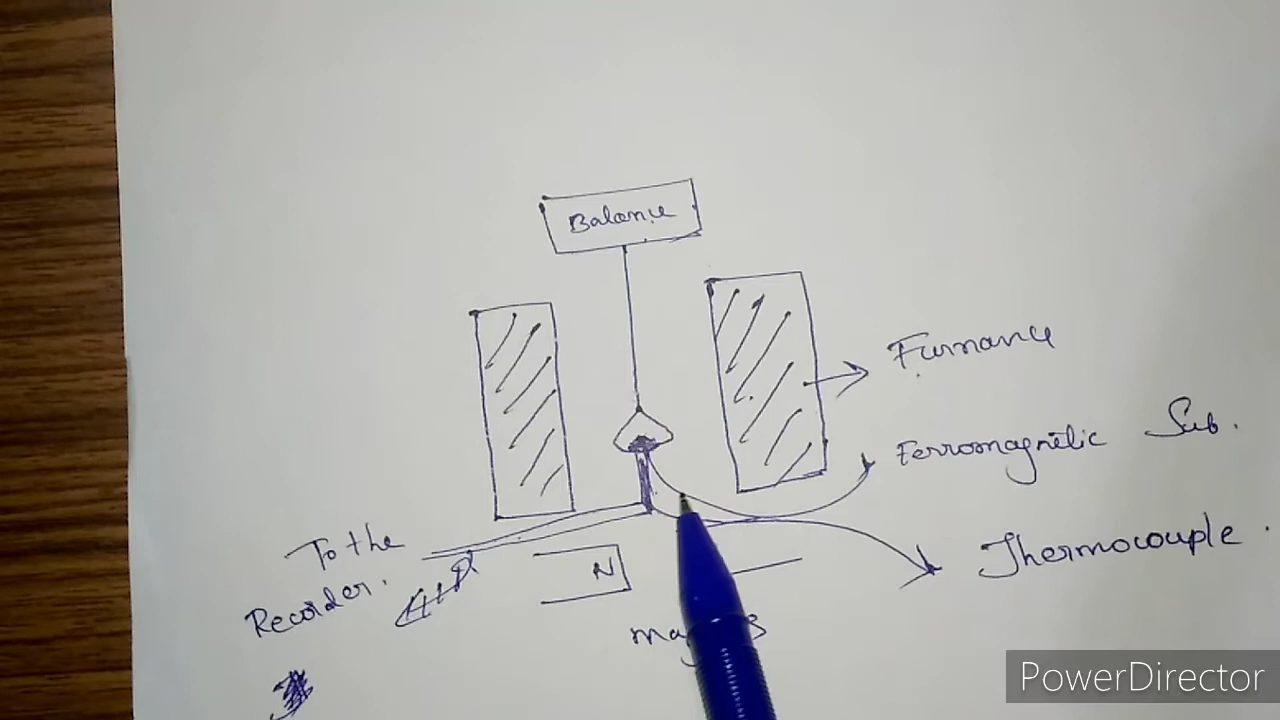 Balance
Furnance
Ferromagnetic Sub.
Thermocouple.
To the
Recorder.
N
PowerDirector